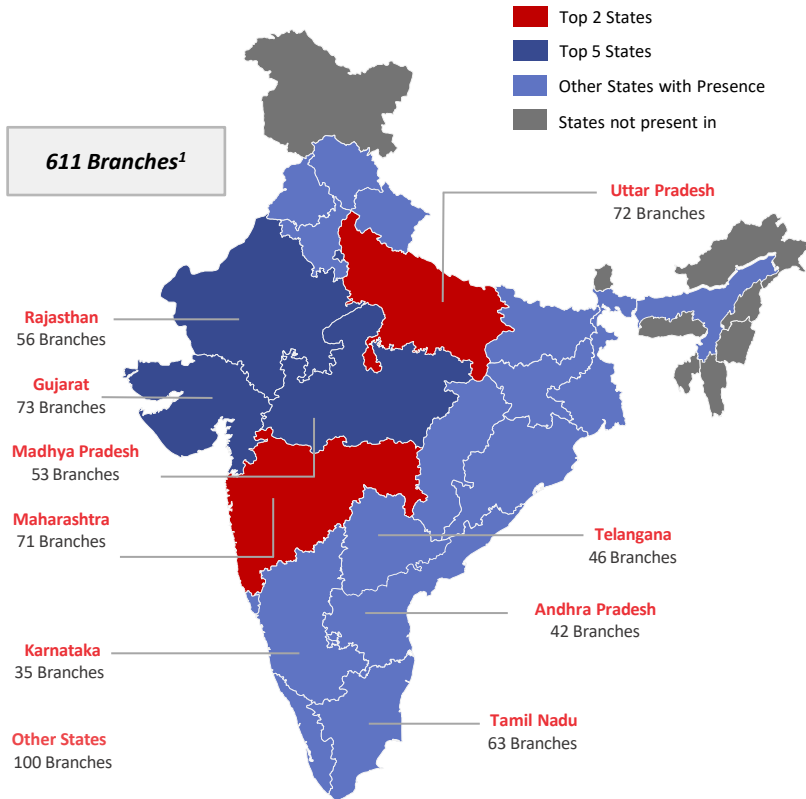 Top 2 States
Top 5 States
Other States with Presence
States not present in
611 Branches¹
Uttar Pradesh
72 Branches
Rajasthan
56 Branches
Gujarat
73 Branches
Madhya Pradesh
53 Branches
Maharashtra
71 Branches
Telangana
46 Branches
Andhra Pradesh
42 Branches
Karnataka
35 Branches
Tamil Nadu
63 Branches
Other States
100 Branches